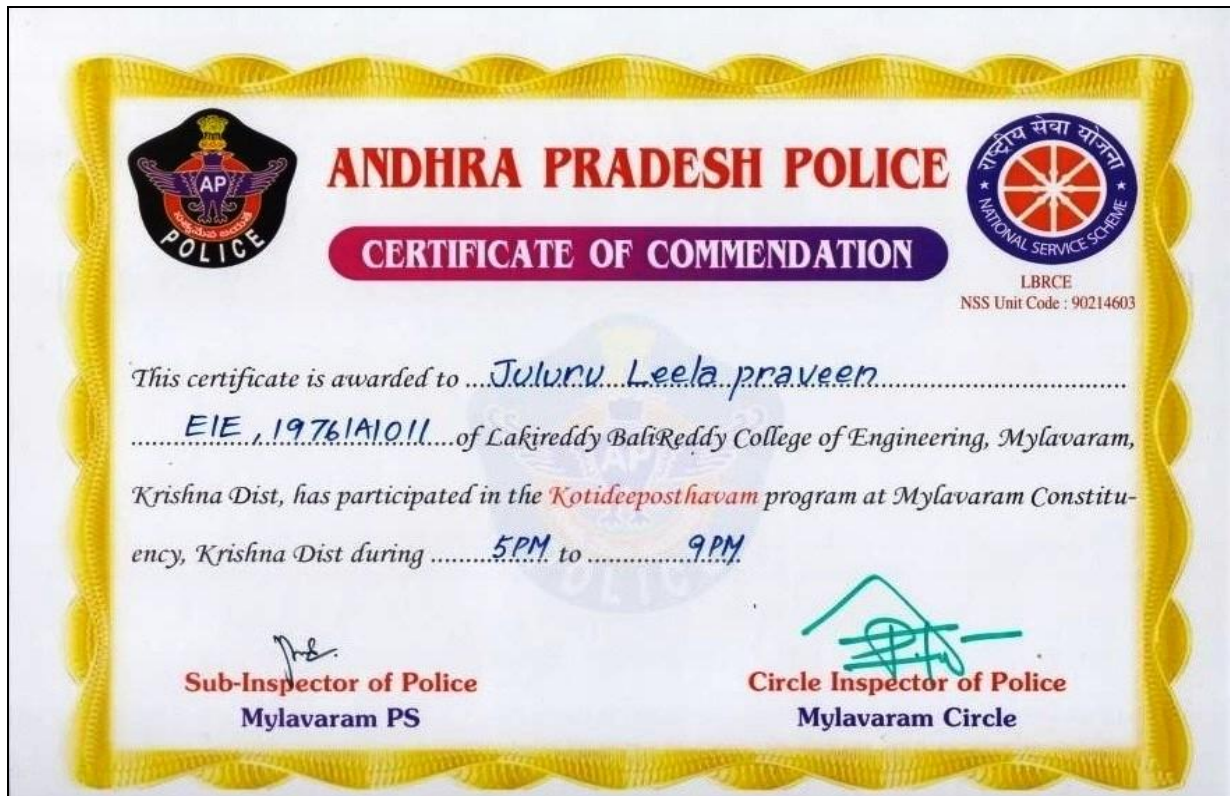 ANDHRA PRADESH POLICE
AP
సత్యమేవ జయతే
POLICE
राष्ट्रीय सेवा योजना
NATIONAL SERVICE SCHEME
CERTIFICATE OF COMMENDATION
LBRCE
NSS Unit Code : 90214603
This certificate is awarded to ...Juluru Leela praveen...
...EIE, 19761A1011...of Lakireddy BaliReddy College of Engineering, Mylavaram,
Krishna Dist, has participated in the Kotideeposthavam program at Mylavaram Constitu-
ency, Krishna Dist during ...5PM to ...9PM
Sub-Inspector of Police
Mylavaram PS
Circle Inspector of Police
Mylavaram Circle